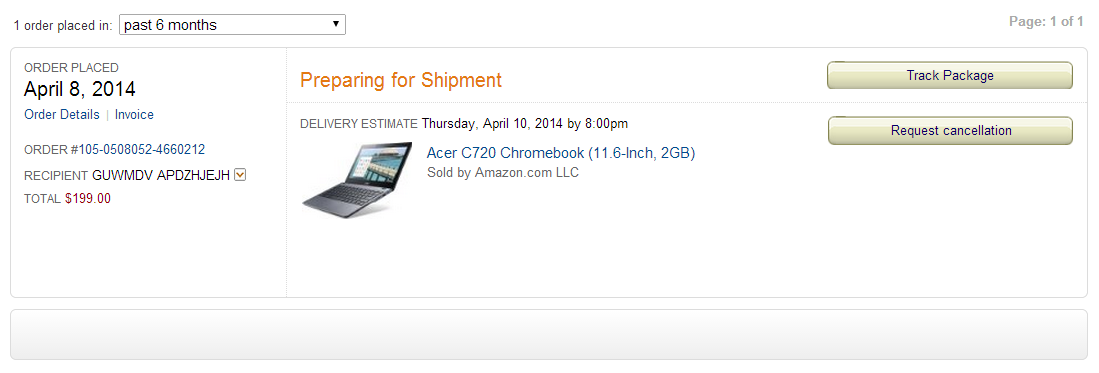 1 order placed in: past 6 months
Page: 1 of 1
ORDER PLACED
April 8, 2014
Order Details | Invoice
ORDER #105-0508052-4660212
RECIPIENT GUWMDV APDZHJEJH
TOTAL $199.00
Preparing for Shipment
DELIVERY ESTIMATE Thursday, April 10, 2014 by 8:00pm
Acer C720 Chromebook (11.6-Inch, 2GB)
Sold by Amazon.com LLC
Track Package
Request cancellation